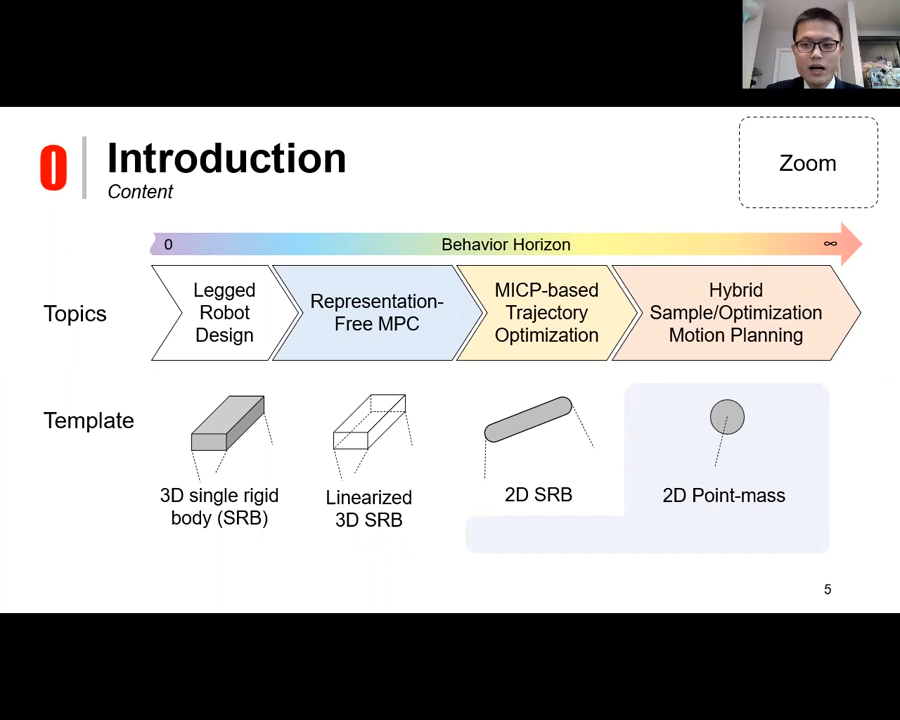 0
Introduction
Content
Zoom
0 Behavior Horizon ∞
Topics
Legged
Robot
Design
Representation-
Free MPC
MICP-based
Trajectory
Optimization
Hybrid
Sample/Optimization
Motion Planning
Template
3D single rigid
body (SRB)
Linearized
3D SRB
2D SRB
2D Point-mass
5